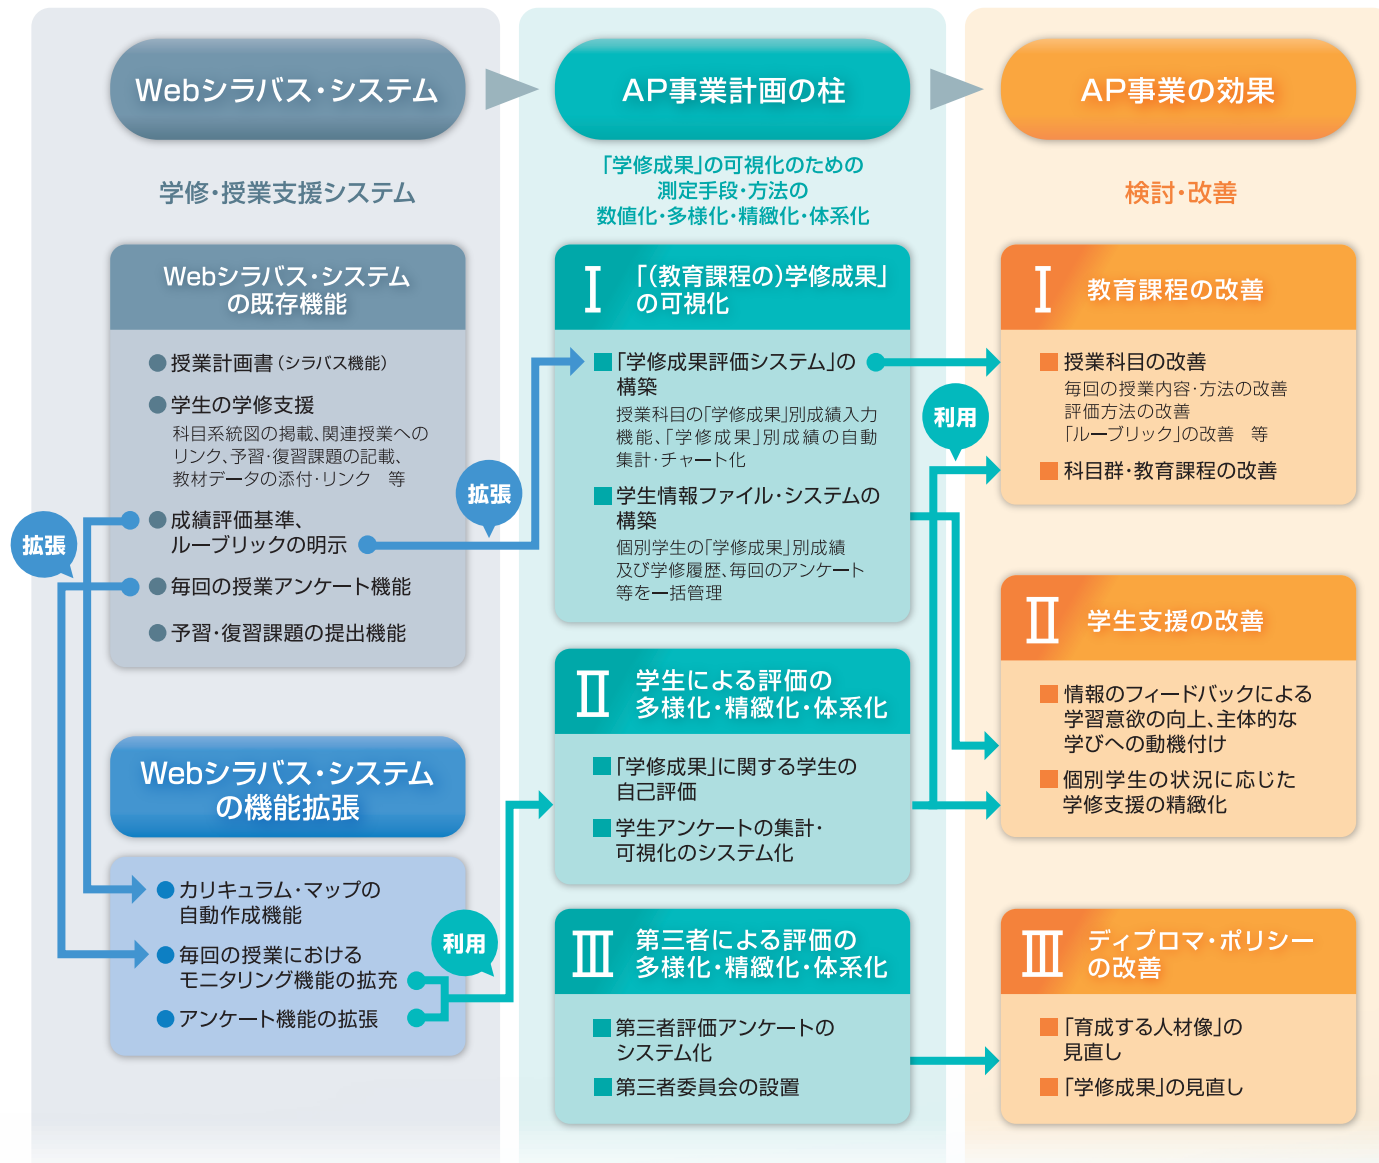 Webシラバス・システム
学修・授業支援システム
Webシラバス・システム
の既存機能
授業計画書（シラバス機能）
学生の学修支援
科目系統図の掲載、関連授業への
リンク、予習・復習課題の記載、
教材データの添付・リンク　等
成績評価基準、
ルーブリックの明示
毎回の授業アンケート機能
予習・復習課題の提出機能
拡張
拡張
Webシラバス・システム
の機能拡張
カリキュラム・マップの
自動作成機能
毎回の授業における
モニタリング機能の拡充
アンケート機能の拡張
利用
AP事業計画の柱
「学修成果」の可視化のための
測定手段・方法の
数値化・多様化・精緻化・体系化
Ⅰ
「（教育課程の）学修成果」
の可視化
「学修成果評価システム」の
構築
授業科目の「学修成果」別成績入力
機能、「学修成果」別成績の自動
集計・チャート化
学生情報ファイル・システムの
構築
個別学生の「学修成果」別成績
及び学修履歴、毎回のアンケート
等を一括管理
Ⅱ
学生による評価の
多様化・精緻化・体系化
「学修成果」に関する学生の
自己評価
学生アンケートの集計・
可視化のシステム化
Ⅲ
第三者による評価の
多様化・精緻化・体系化
第三者評価アンケートの
システム化
第三者委員会の設置
利用
AP事業の効果
検討・改善
Ⅰ
教育課程の改善
授業科目の改善
毎回の授業内容・方法の改善
評価方法の改善
「ルーブリック」の改善　等
科目群・教育課程の改善
Ⅱ
学生支援の改善
情報のフィードバックによる
学習意欲の向上、主体的な
学びへの動機付け
個別学生の状況に応じた
学修支援の精緻化
Ⅲ
ディプロマ・ポリシー
の改善
「育成する人材像」の
見直し
「学修成果」の見直し